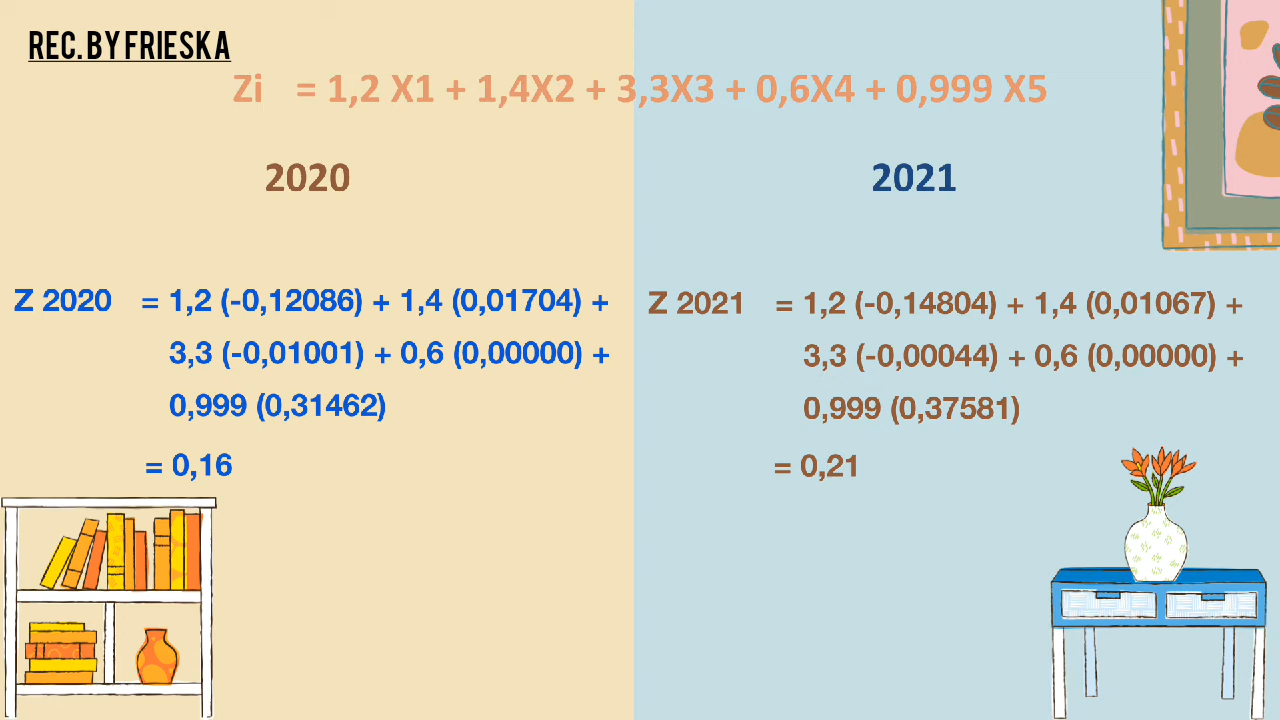 REC. BY FRIESKA
Zi = 1,2 X1 + 1,4X2 + 3,3X3 + 0,6X4 + 0,999 X5
2020
Z 2020 = 1,2 (-0,12086) + 1,4 (0,01704) +
3,3 (-0,01001) + 0,6 (0,00000) +
0,999 (0,31462)
= 0,16
2021
Z 2021 = 1,2 (-0,14804) + 1,4 (0,01067) +
3,3 (-0,00044) + 0,6 (0,00000) +
0,999 (0,37581)
= 0,21